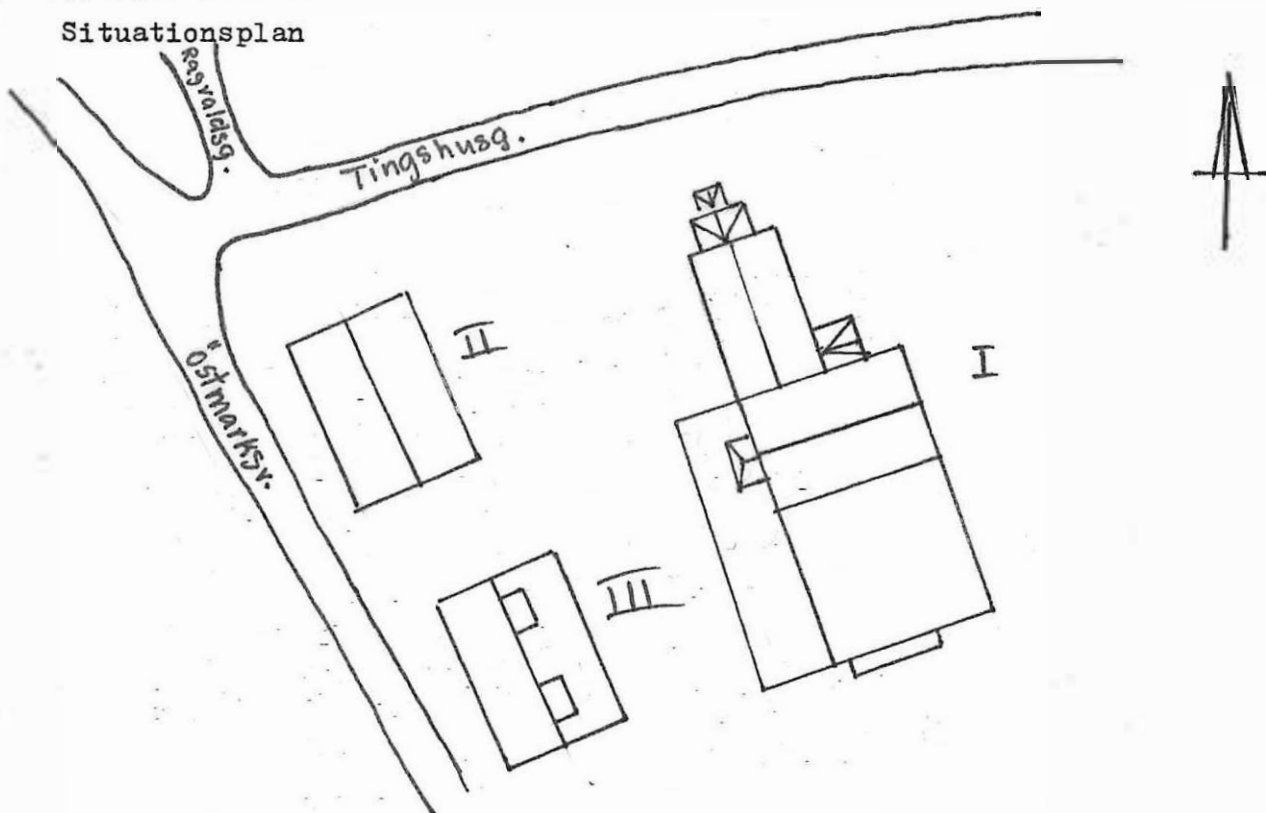 Situationsplan
Ragvaldsg.
Tingshusg.
Östmarksv.
II
I
III